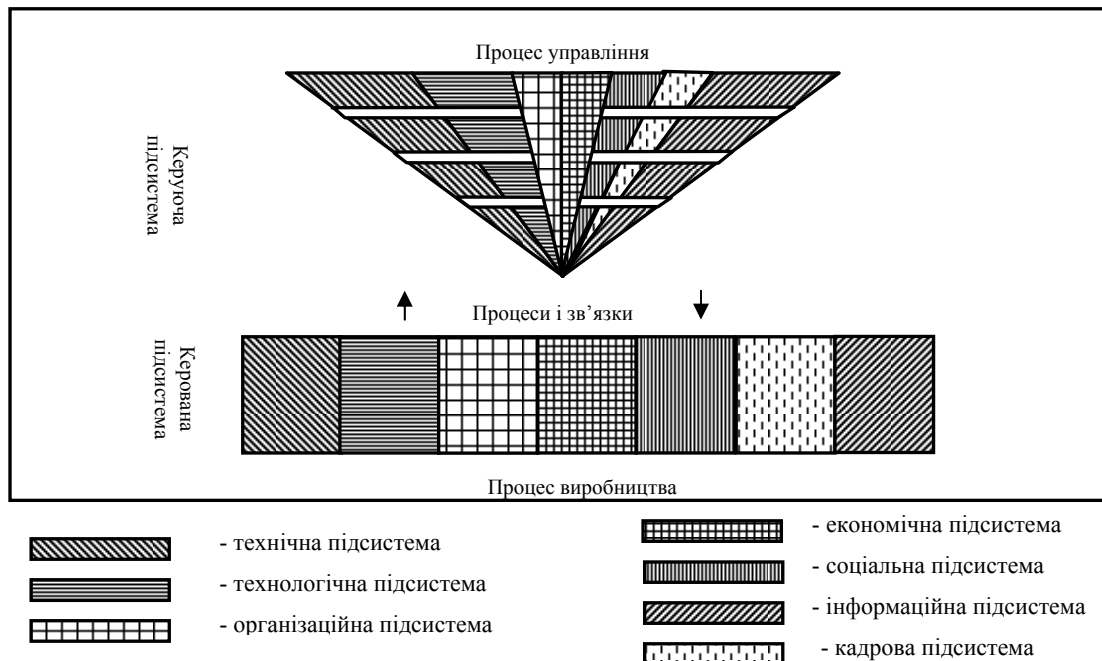 Процес управління
Керуюча
підсистема
Процеси і зв’язки
Керована
підсистема
Процес виробництва
- технічна підсистема
- технологічна підсистема
- організаційна підсистема
- економічна підсистема
- соціальна підсистема
- інформаційна підсистема
- кадрова підсистема